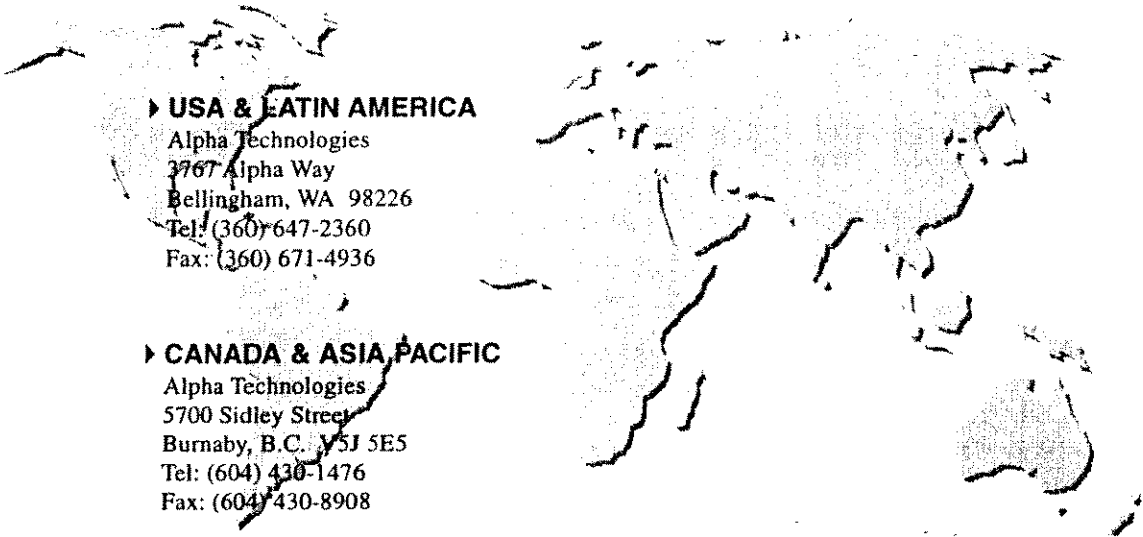 USA & LATIN AMERICA
Alpha Technologies
3767 Alpha Way
Bellingham, WA 98226
Tel: (360) 647-2360
Fax: (360) 671-4936
CANADA & ASIA PACIFIC
Alpha Technologies
5700 Sidley Street
Burnaby, B.C. V5J 5E5
Tel: (604) 430-1476
Fax: (604) 430-8908